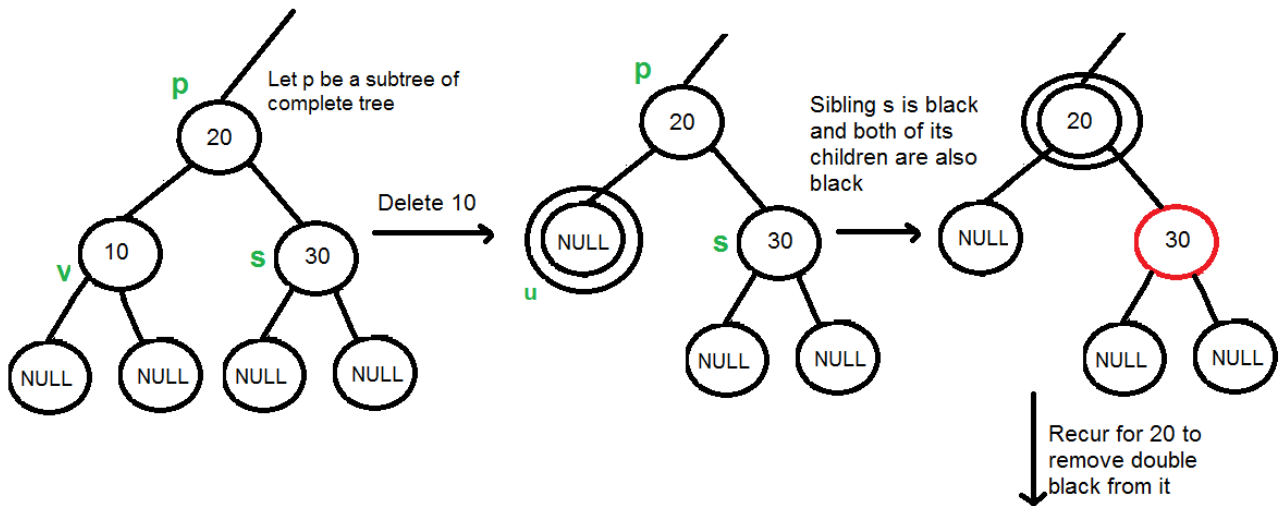 p
Let p be a subtree of
complete tree
20
v
10
s
30
NULL
NULL
NULL
NULL
Delete 10
p
20
NULL
u
s
30
NULL
NULL
Sibling s is black
and both of its
children are also
black
20
NULL
30
NULL
NULL
Recur for 20 to
remove double
black from it